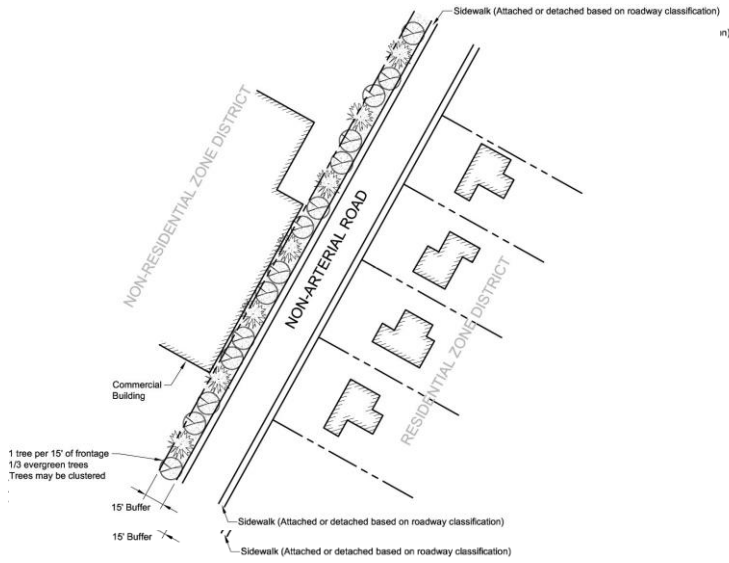 Sidewalk (Attached or detached based on roadway classification)
n)
NON-RESIDENTIAL ZONE DISTRICT
NON-ARTERIAL ROAD
RESIDENTIAL ZONE DISTRICT
Commercial
Building
1 tree per 15' of frontage
1/3 evergreen trees
Trees may be clustered
15' Buffer
Sidewalk (Attached or detached based on roadway classification)
15' Buffer
Sidewalk (Attached or detached based on roadway classification)